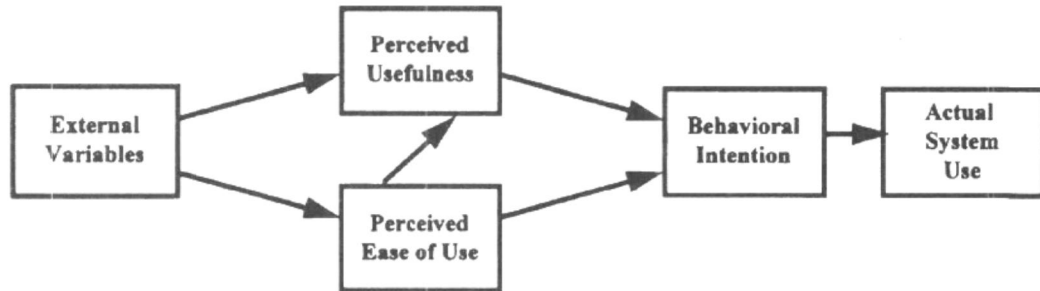 External
Variables
Perceived
Usefulness
Perceived
Ease of Use
Behavioral
Intention
Actual
System
Use